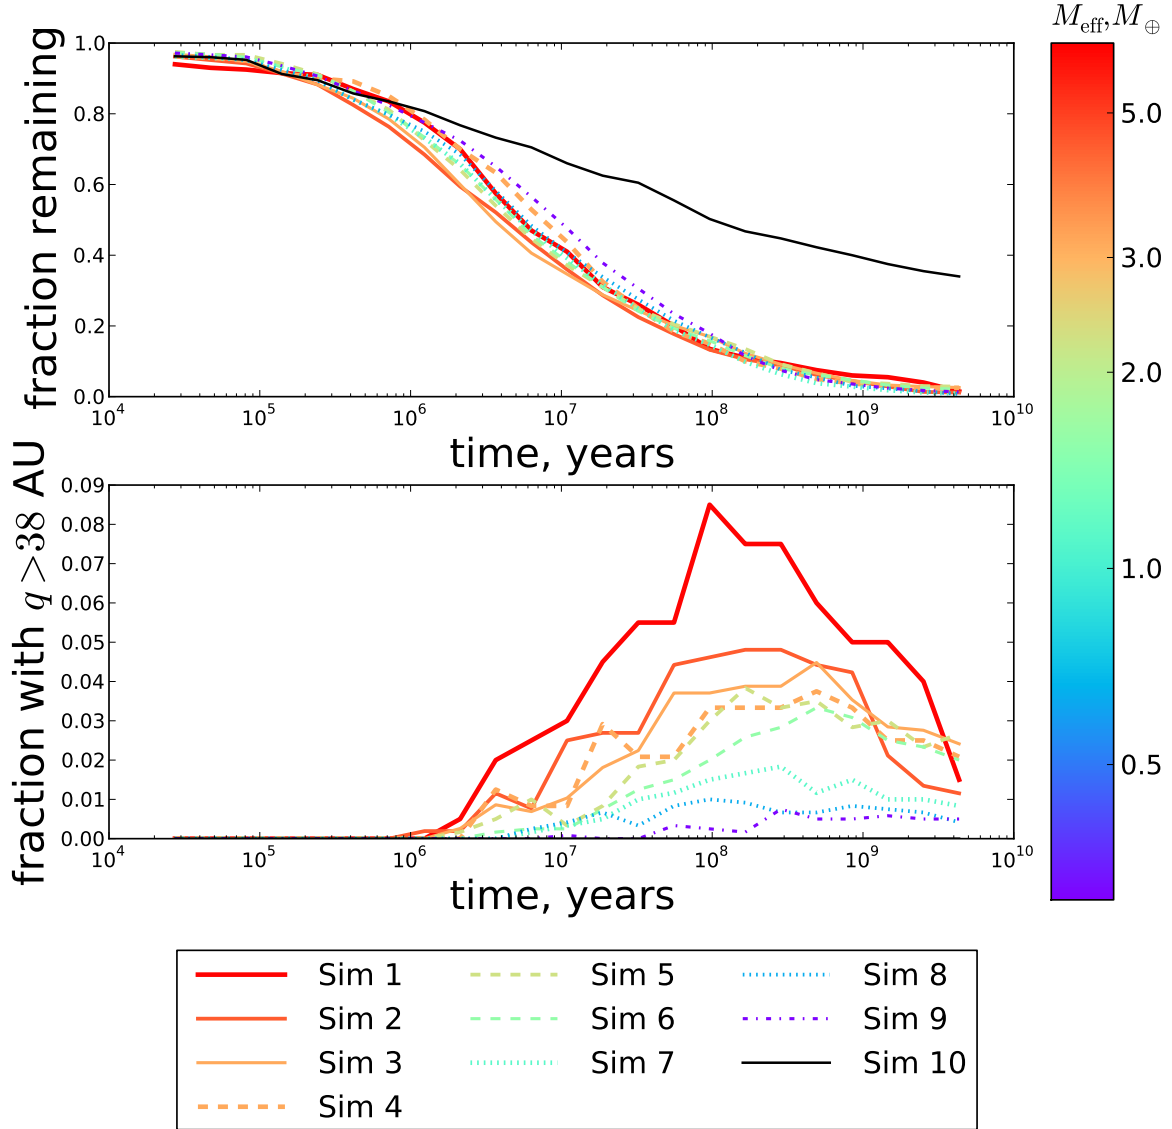 M_eff, M_⊕
1.0
0.8
0.6
0.4
0.2
0.0
fraction remaining
10^4 10^5 10^6 10^7 10^8 10^9 10^10
time, years
0.09
0.08
0.07
0.06
0.05
0.04
0.03
0.02
0.01
0.00
fraction with q >38 AU
10^4 10^5 10^6 10^7 10^8 10^9 10^10
time, years
5.0
3.0
2.0
1.0
0.5
Sim 1 Sim 5 Sim 8
Sim 2 Sim 6 Sim 9
Sim 3 Sim 7 Sim 10
Sim 4